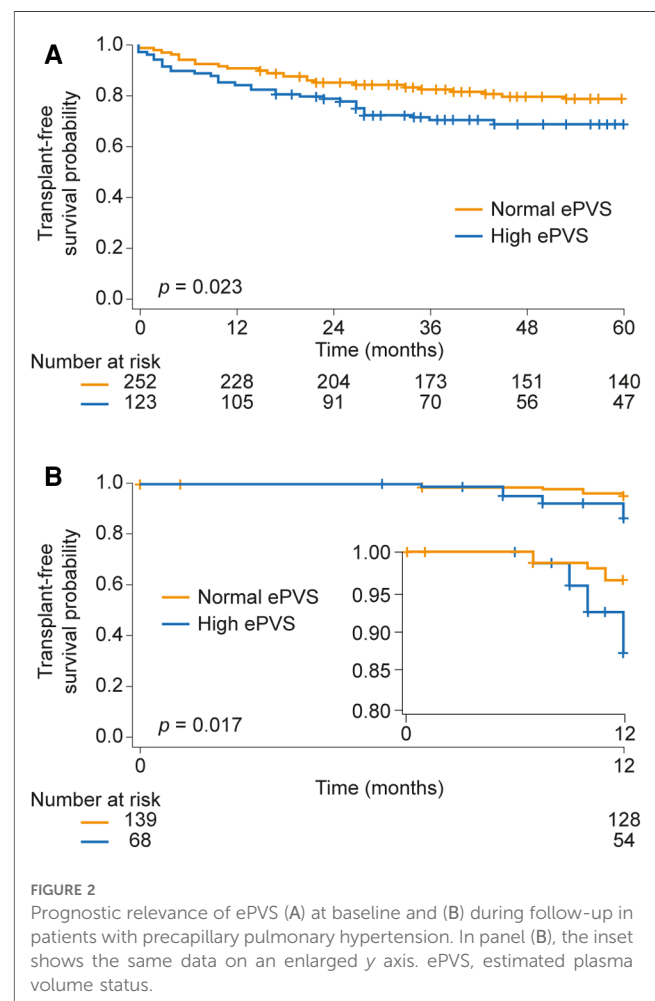 A
Transplant-free
survival probability
1.0
0.8
0.6
0.4
0.2
0.0
Normal ePVS
High ePVS
p = 0.023
0 12 24 36 48 60
Time (months)
Number at risk
252 228 204 173 151 140
123 105 91 70 56 47
B
Transplant-free
survival probability
1.0
0.8
0.6
0.4
0.2
0.0
Normal ePVS
High ePVS
p = 0.017
1.00
0.95
0.90
0.85
0.80
0 12
0 12
Time (months)
Number at risk
139 128
68 54
FIGURE 2
Prognostic relevance of ePVS (A) at baseline and (B) during follow-up in
patients with precapillary pulmonary hypertension. In panel (B), the inset
shows the same data on an enlarged y axis. ePVS, estimated plasma
volume status.